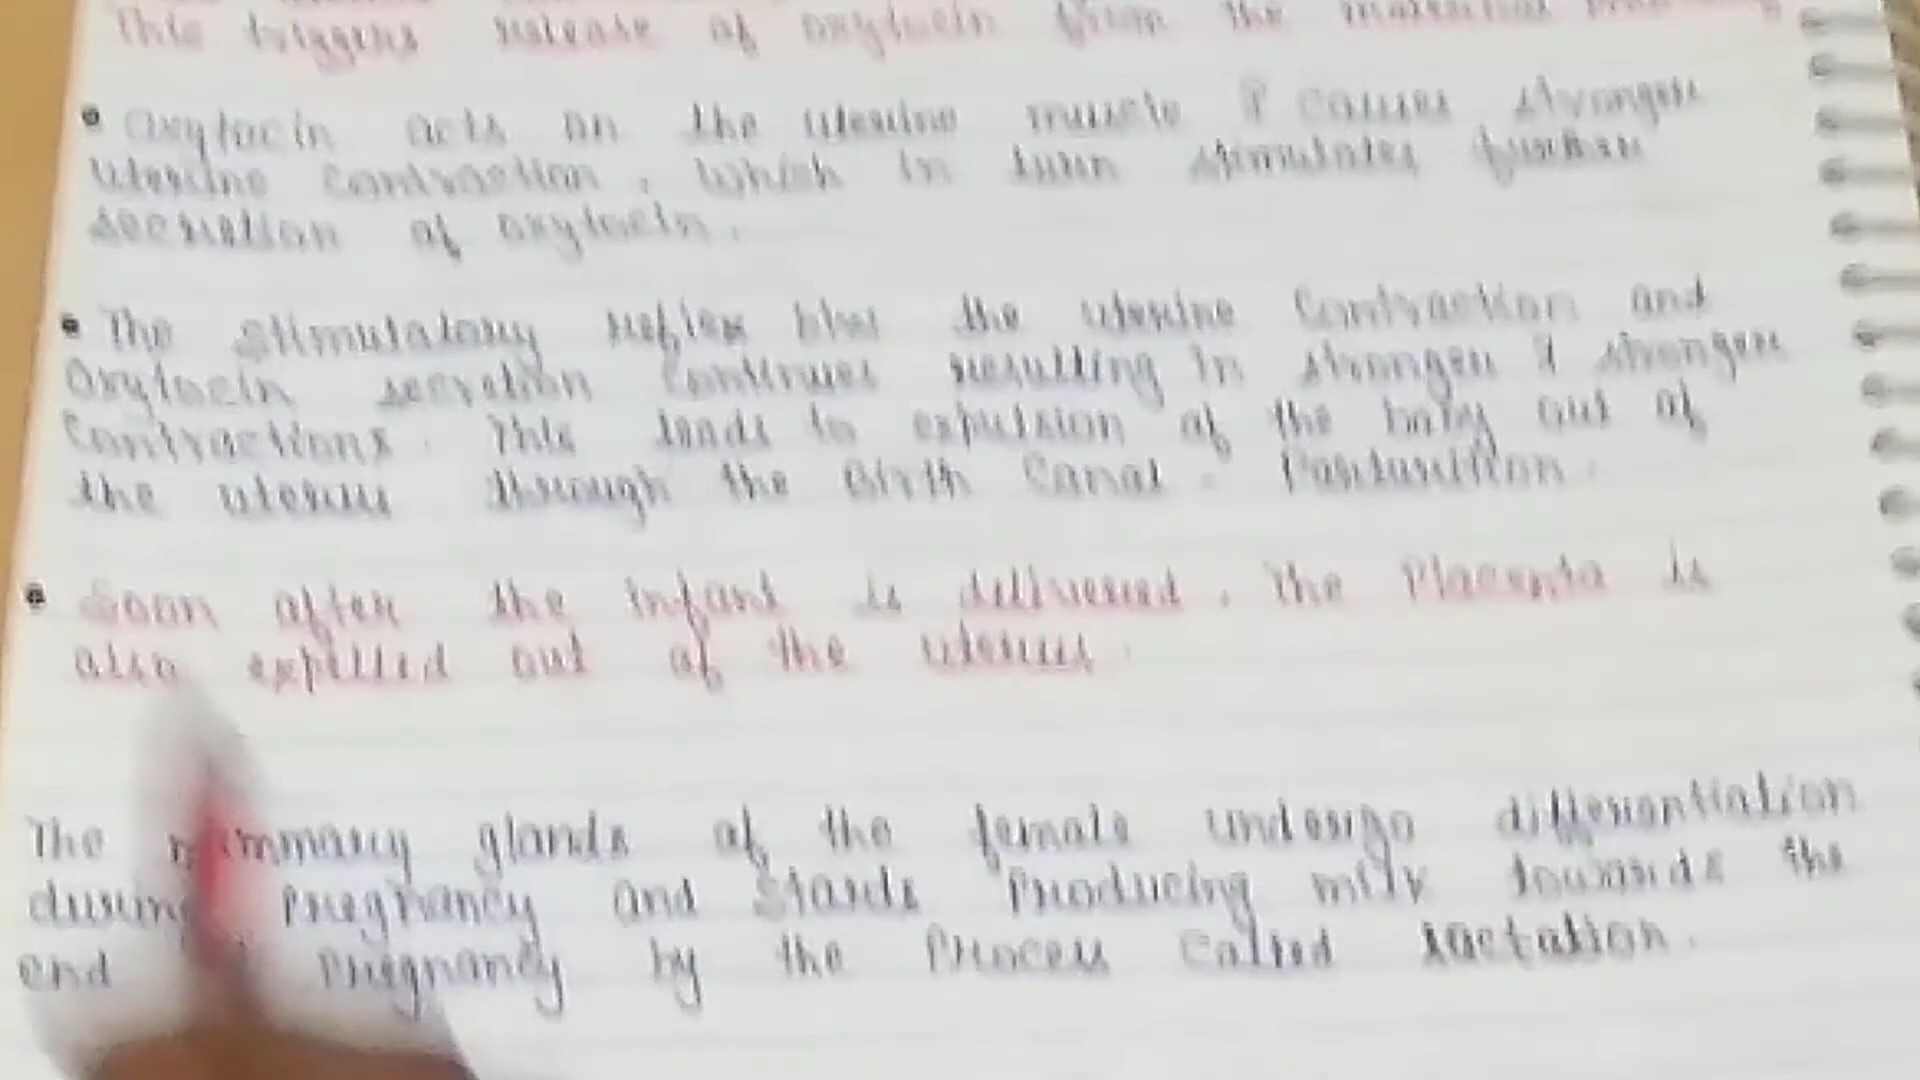 This triggers release of oxytocin from the maternal
• Oxytocin acts on the uterine muscle & causes stronger
uterine contraction, which in turn stimulates further
secretion of oxytocin.
• The stimulatory reflex btw the uterine contraction and
oxytocin secretion continues resulting in stronger & stronger
contractions. This leads to expulsion of the baby out of
the uterus through the Birth Canal - Parturition.
• Soon after the infant is delivered, the Placenta is
also expelled out of the uterus.
The mammary glands of the female undergo differentiation
during Pregnancy and starts Producing milk towards the
end Pregnancy by the Process called lactation.